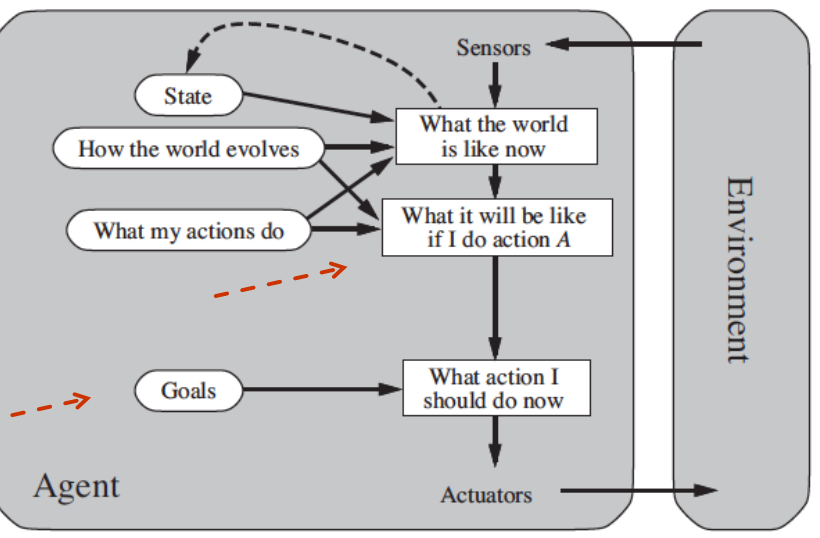 Sensors
State
What the world
is like now
How the world evolves
What my actions do
What it will be like
if I do action A
Environment
Goals
What action I
should do now
Agent
Actuators